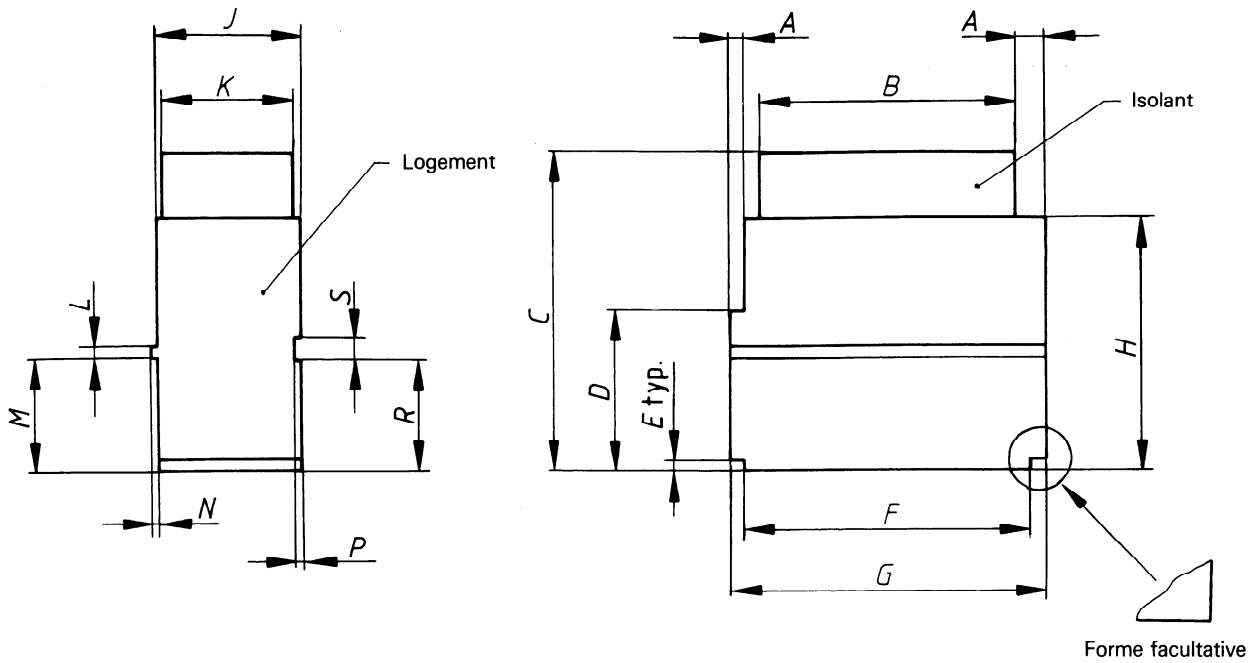 J
A
A
K
B
Isolant
Logement
L
S
C
D
E typ.
H
M
R
N
P
F
G
Forme facultative